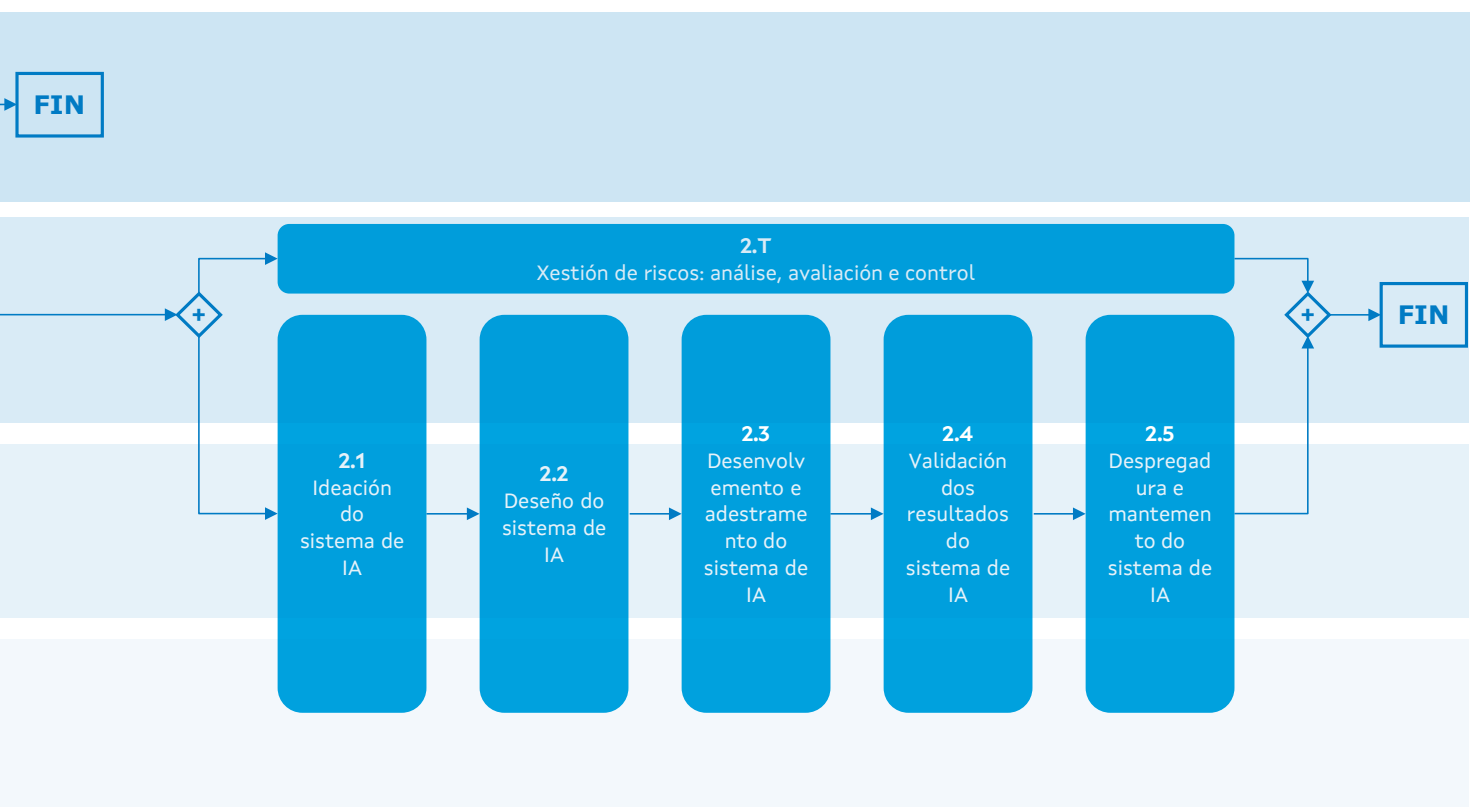 FIN
2.T
Xestión de riscos: análise, avaliación e control
+
+
FIN
2.1
Ideación
do
sistema de
IA
2.2
Deseño do
sistema de
IA
2.3
Desenvolv
emento e
adestrame
nto do
sistema de
IA
2.4
Validación
dos
resultados
do
sistema de
IA
2.5
Despregad
ura e
mantemen
to do
sistema de
IA